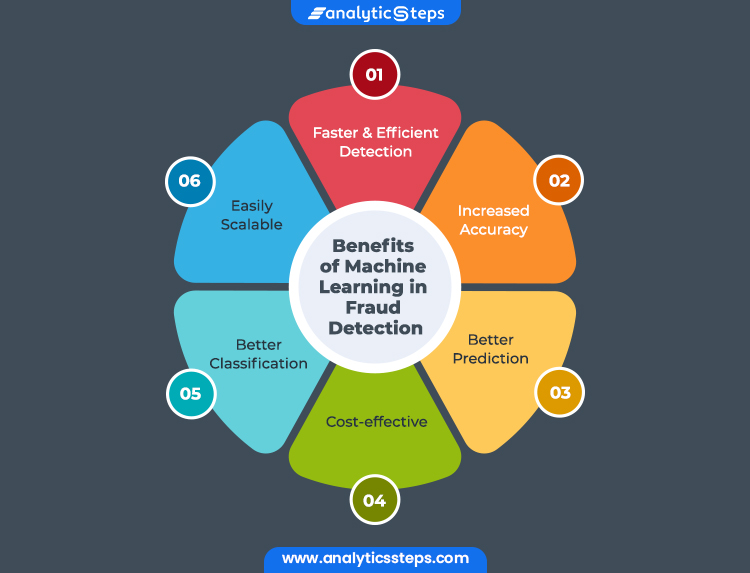 analyticSteps
01
Faster & Efficient
Detection
02
Increased
Accuracy
03
Better
Prediction
04
Cost-effective
05
Better
Classification
06
Easily
Scalable
Benefits
of Machine
Learning in
Fraud
Detection
www.analyticssteps.com